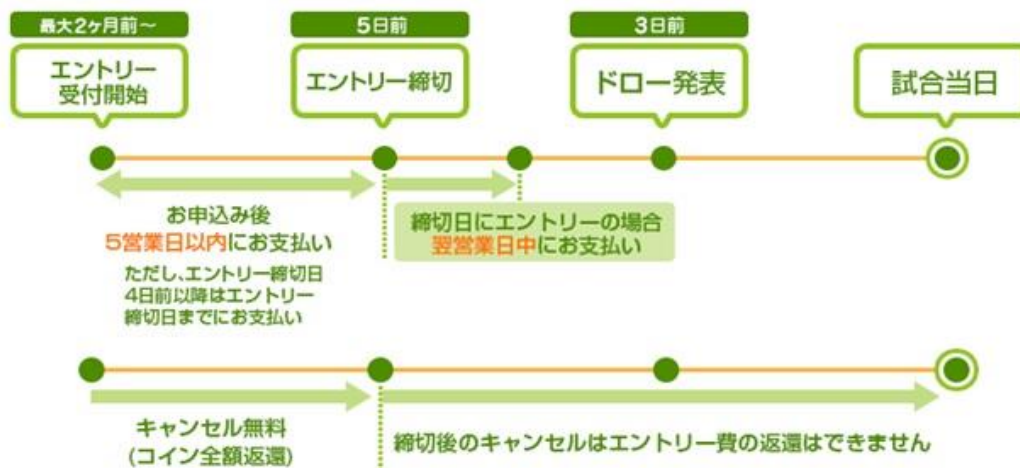 最大2ヶ月前～
エントリー
受付開始
5日前
エントリー締切
3日前
ドロー発表
試合当日
お申込み後
5営業日以内にお支払い
ただし、エントリー締切日
4日前以降はエントリー
締切日までにお支払い
締切日にエントリーの場合
翌営業日中にお支払い
キャンセル無料
(コイン全額返還)
締切後のキャンセルはエントリー費の返還はできません